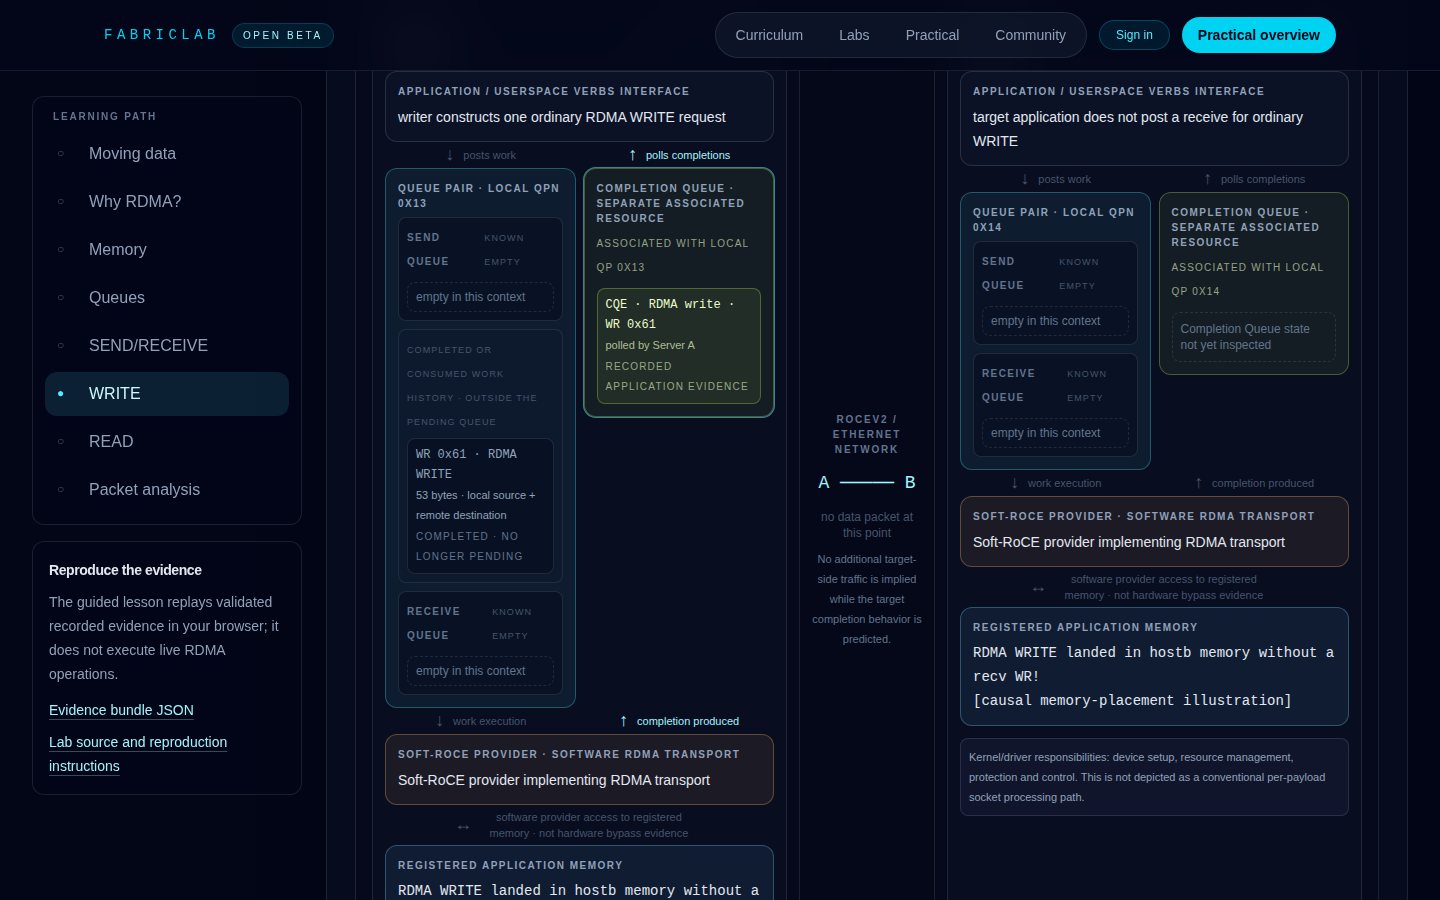 FABRICLAB
OPEN BETA
Curriculum
Labs
Practical
Community
Sign in
Practical overview
LEARNING PATH
○ Moving data
○ Why RDMA?
○ Memory
○ Queues
○ SEND/RECEIVE
● WRITE
○ READ
○ Packet analysis
Reproduce the evidence
The guided lesson replays validated
recorded evidence in your browser; it
does not execute live RDMA
operations.
Evidence bundle JSON
Lab source and reproduction
instructions
APPLICATION / USERSPACE VERBS INTERFACE
writer constructs one ordinary RDMA WRITE request
↓ posts work
↑ polls completions
QUEUE PAIR · LOCAL QPN
0X13
SEND
QUEUE
KNOWN
EMPTY
empty in this context
COMPLETED OR
CONSUMED WORK
HISTORY · OUTSIDE THE
PENDING QUEUE
WR 0x61 · RDMA
WRITE
53 bytes · local source +
remote destination
COMPLETED · NO
LONGER PENDING
RECEIVE
QUEUE
KNOWN
EMPTY
empty in this context
COMPLETION QUEUE ·
SEPARATE ASSOCIATED
RESOURCE
ASSOCIATED WITH LOCAL
QP 0X13
CQE · RDMA write ·
WR 0x61
polled by Server A
RECORDED
APPLICATION EVIDENCE
↓ work execution
↑ completion produced
SOFT-ROCE PROVIDER · SOFTWARE RDMA TRANSPORT
Soft-RoCE provider implementing RDMA transport
↔ software provider access to registered
memory · not hardware bypass evidence
REGISTERED APPLICATION MEMORY
RDMA WRITE landed in hostb memory without a
ROCEV2 /
ETHERNET
NETWORK
A ——— B
no data packet at
this point
No additional target-
side traffic is implied
while the target
completion behavior is
predicted.
APPLICATION / USERSPACE VERBS INTERFACE
target application does not post a receive for ordinary
WRITE
↓ posts work
↑ polls completions
QUEUE PAIR · LOCAL QPN
0X14
SEND
QUEUE
KNOWN
EMPTY
empty in this context
RECEIVE
QUEUE
KNOWN
EMPTY
empty in this context
COMPLETION QUEUE ·
SEPARATE ASSOCIATED
RESOURCE
ASSOCIATED WITH LOCAL
QP 0X14
Completion Queue state
not yet inspected
↓ work execution
↑ completion produced
SOFT-ROCE PROVIDER · SOFTWARE RDMA TRANSPORT
Soft-RoCE provider implementing RDMA transport
↔ software provider access to registered
memory · not hardware bypass evidence
REGISTERED APPLICATION MEMORY
RDMA WRITE landed in hostb memory without a
recv WR!
[causal memory-placement illustration]
Kernel/driver responsibilities: device setup, resource management,
protection and control. This is not depicted as a conventional per-payload
socket processing path.